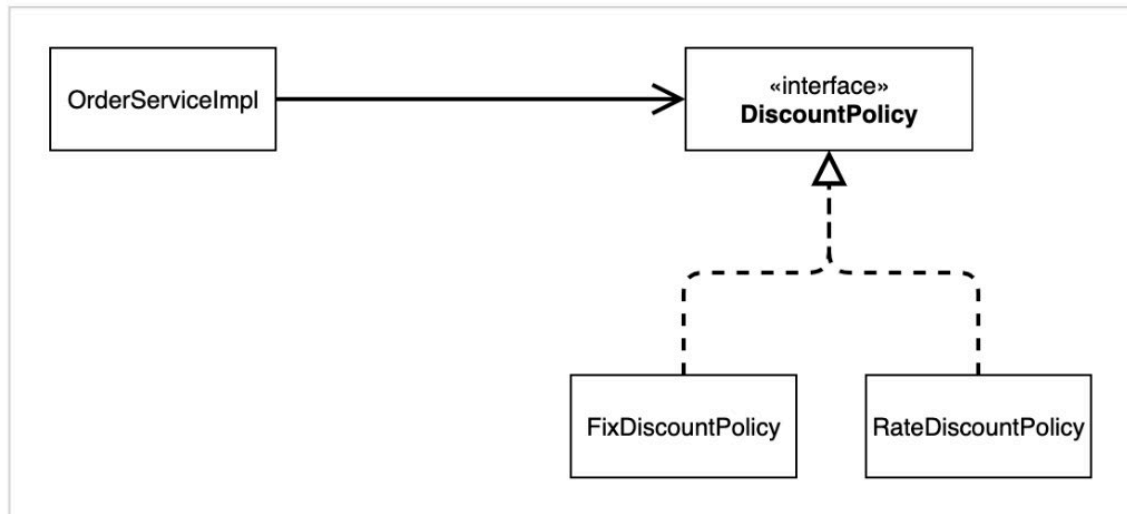 OrderServiceImpl
«interface»
DiscountPolicy
FixDiscountPolicy
RateDiscountPolicy